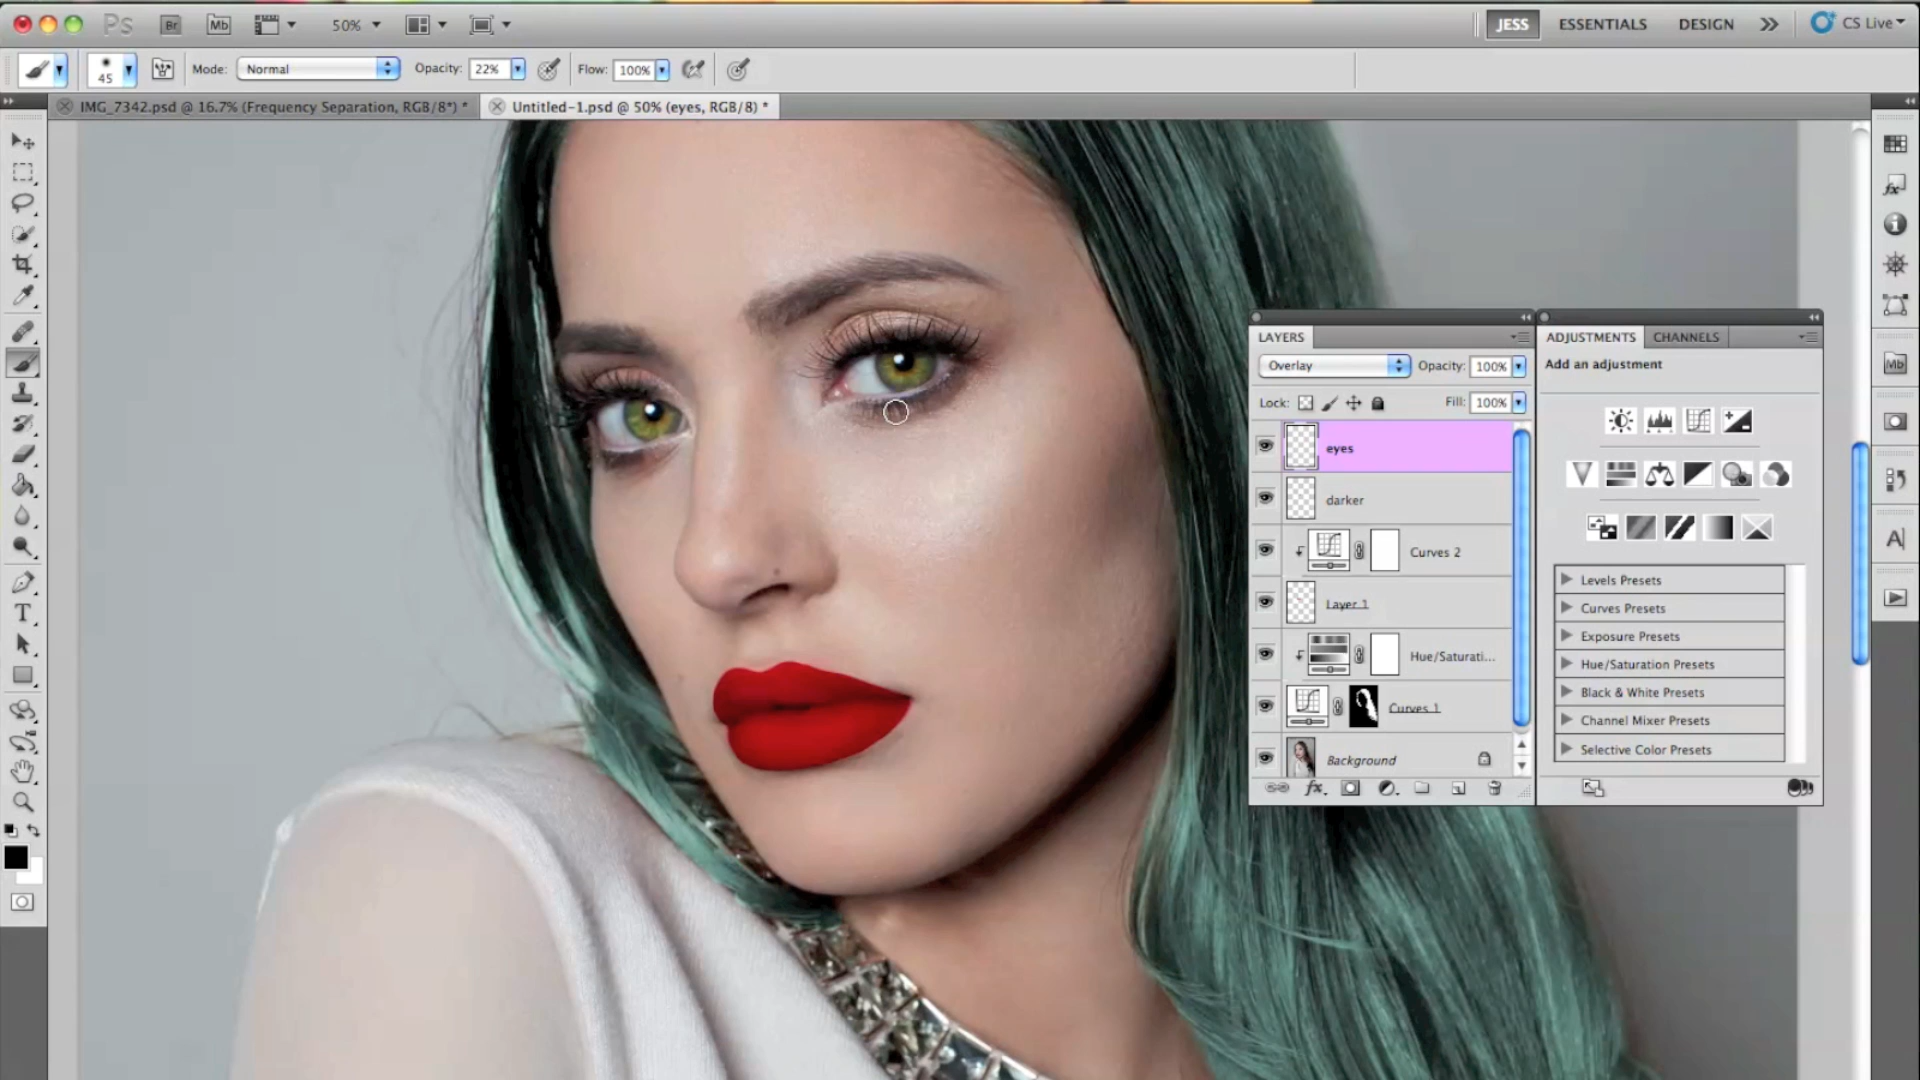 Ps Br Mb 50% JESS ESSENTIALS DESIGN CS Live
45 Mode: Normal Opacity: 22% Flow: 100%
IMG_7342.psd @ 16.7% (Frequency Separation, RGB/8*) * Untitled-1.psd @ 50% (eyes, RGB/8) *
LAYERS
Overlay Opacity: 100%
Lock: Fill: 100%
eyes
darker
Curves 2
Layer 1
Hue/Saturati...
Curves 1
Background
fx
ADJUSTMENTS CHANNELS
Add an adjustment
Levels Presets
Curves Presets
Exposure Presets
Hue/Saturation Presets
Black & White Presets
Channel Mixer Presets
Selective Color Presets
T
fx
Mb
A